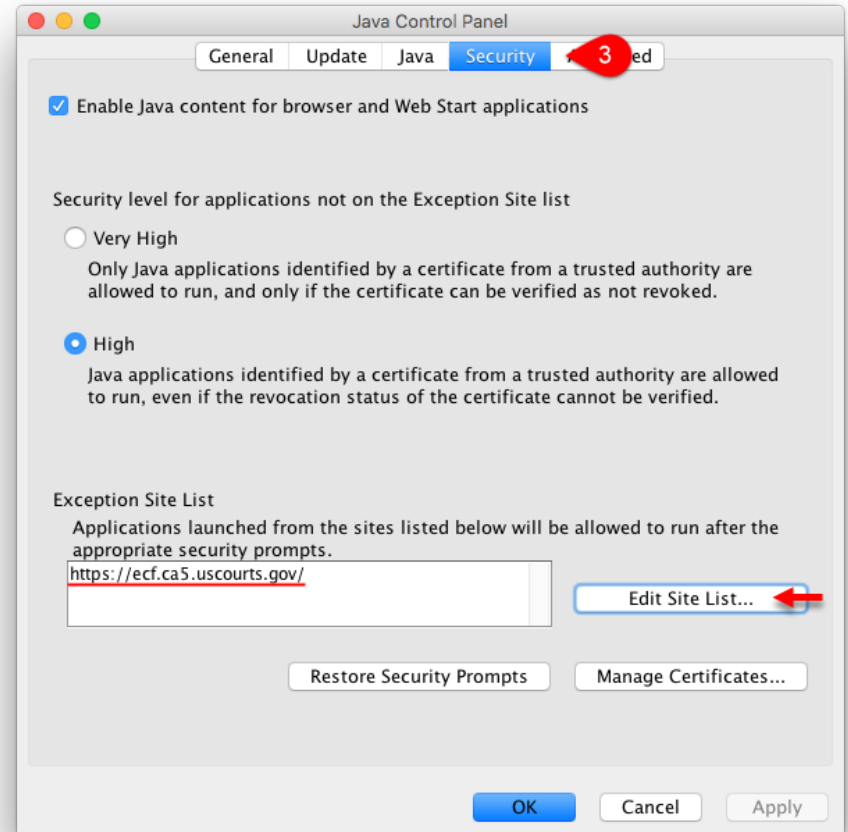 Java Control Panel
General Update Java Security 3 ed
Enable Java content for browser and Web Start applications
Security level for applications not on the Exception Site list
Very High
Only Java applications identified by a certificate from a trusted authority are
allowed to run, and only if the certificate can be verified as not revoked.
High
Java applications identified by a certificate from a trusted authority are allowed
to run, even if the revocation status of the certificate cannot be verified.
Exception Site List
Applications launched from the sites listed below will be allowed to run after the
appropriate security prompts.
https://ecf.ca5.uscourts.gov/
Edit Site List...
Restore Security Prompts Manage Certificates...
OK Cancel Apply